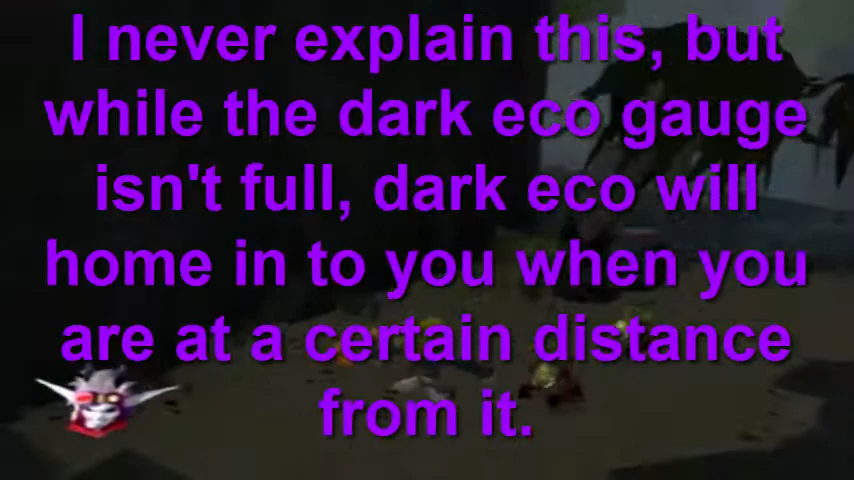 I never explain this, but
while the dark eco gauge
isn't full, dark eco will
home in to you when you
are at a certain distance
from it.